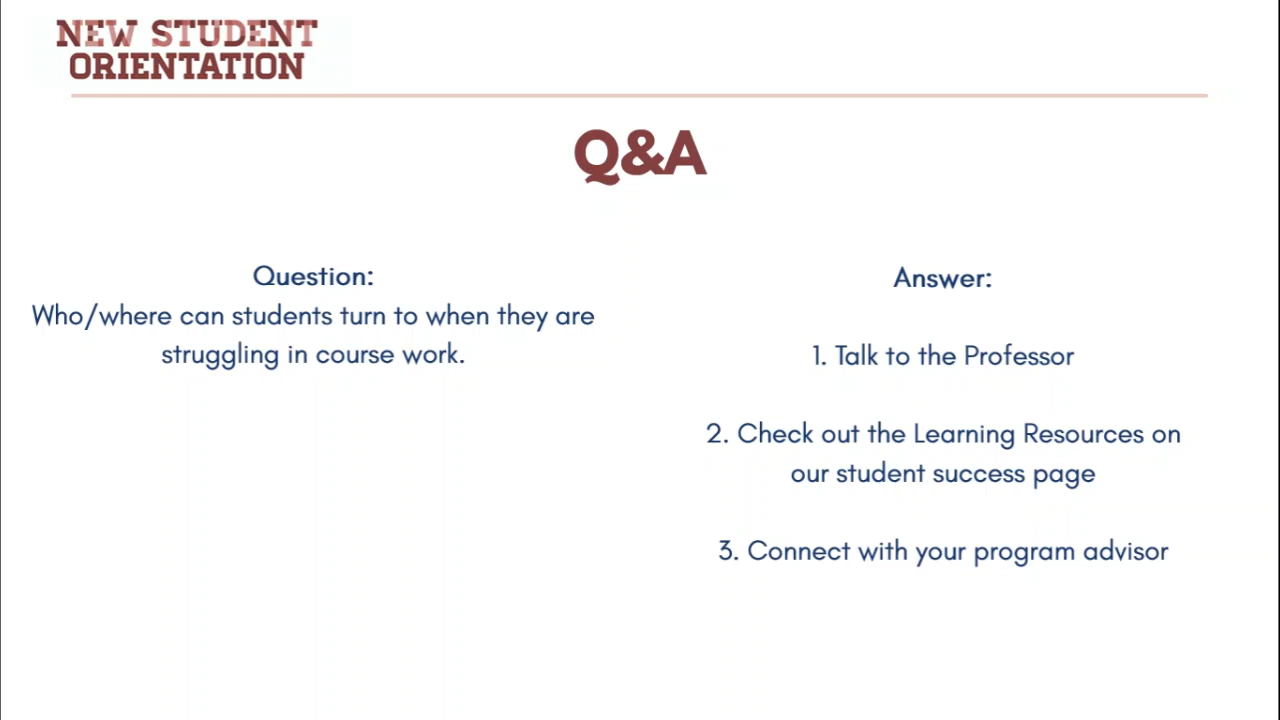 NEW STUDENT
ORIENTATION
Q&A
Question:
Who/where can students turn to when they are
struggling in course work.
Answer:
1. Talk to the Professor
2. Check out the Learning Resources on
our student success page
3. Connect with your program advisor